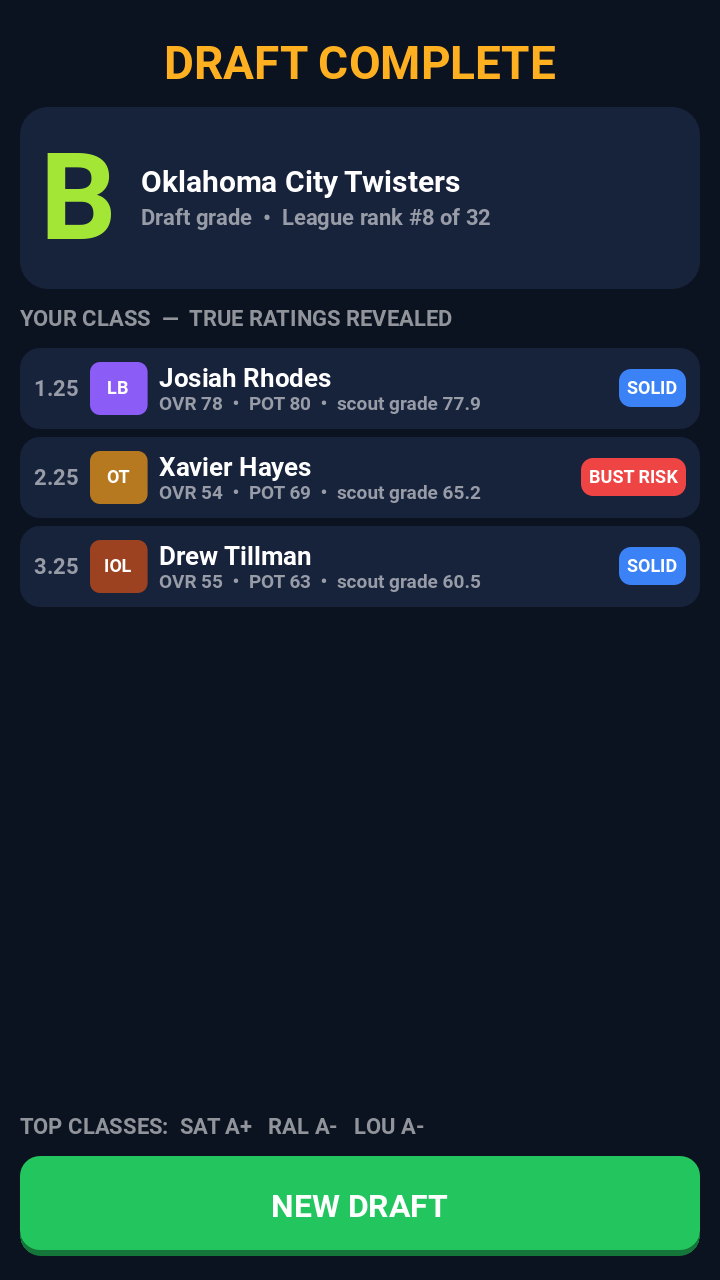 DRAFT COMPLETE
B
Oklahoma City Twisters
Draft grade • League rank #8 of 32
YOUR CLASS — TRUE RATINGS REVEALED
1.25 LB Josiah Rhodes SOLID
OVR 78 • POT 80 • scout grade 77.9
2.25 OT Xavier Hayes BUST RISK
OVR 54 • POT 69 • scout grade 65.2
3.25 IOL Drew Tillman SOLID
OVR 55 • POT 63 • scout grade 60.5
TOP CLASSES: SAT A+ RAL A- LOU A-
NEW DRAFT